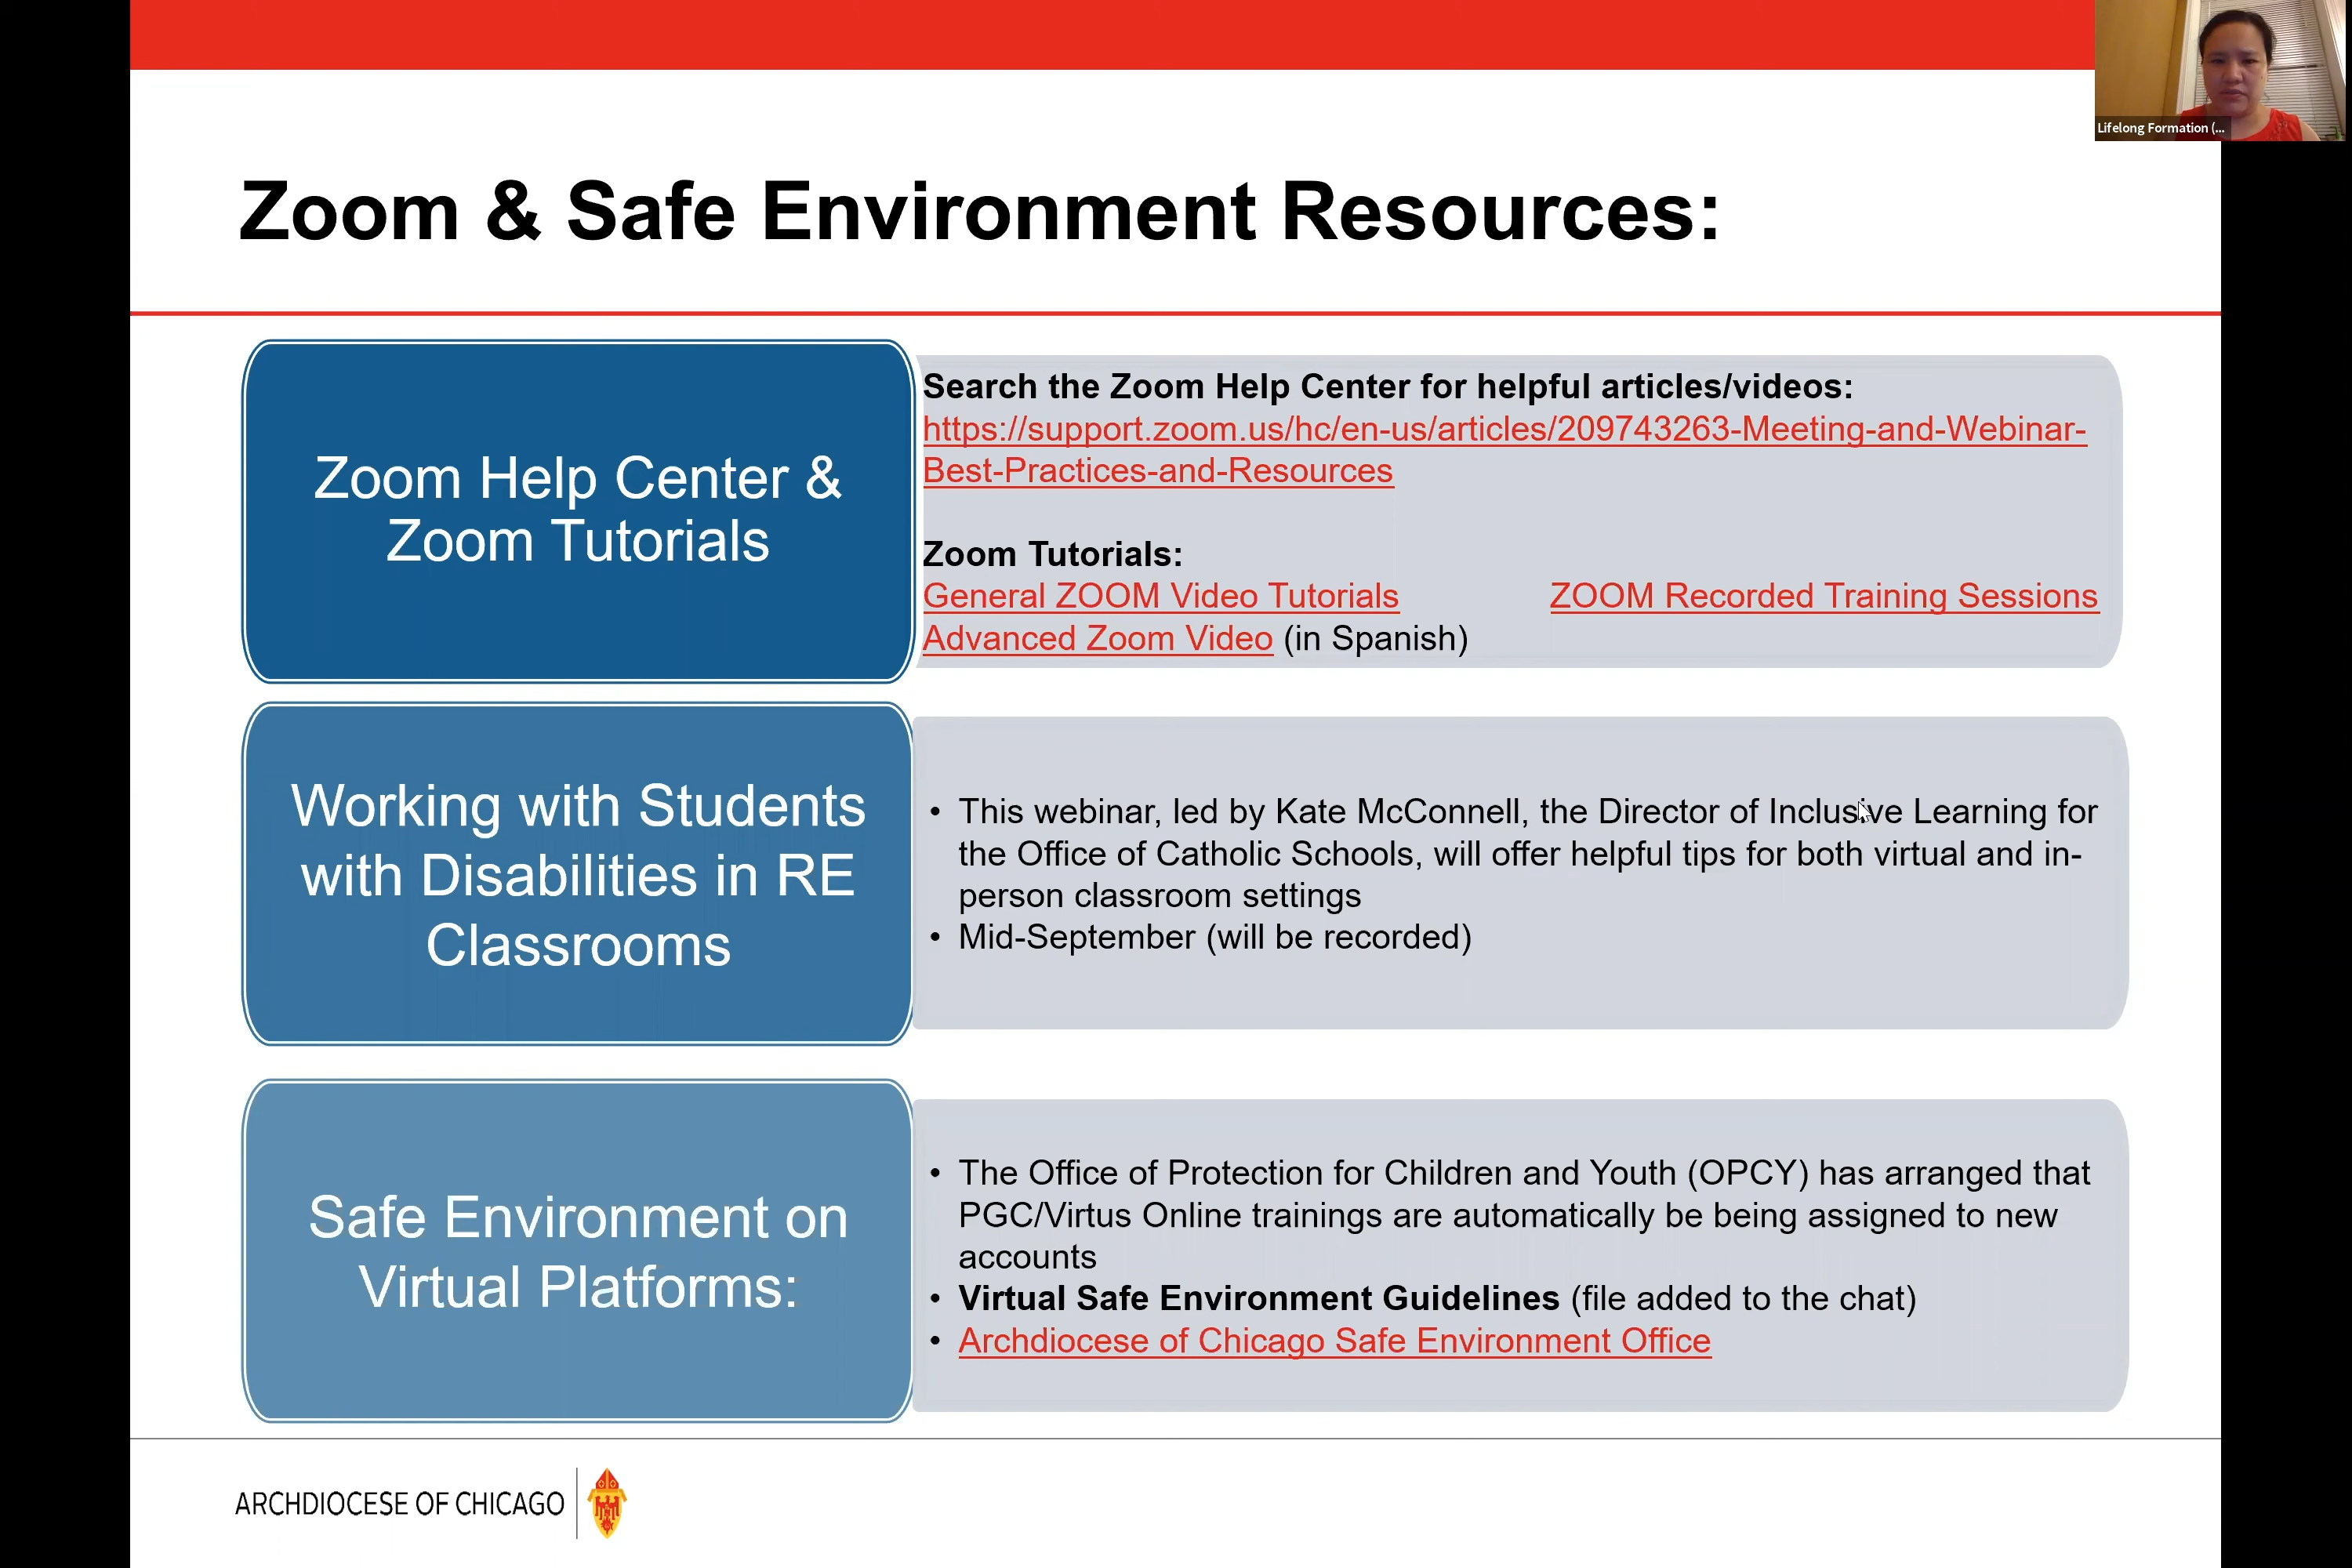 Lifelong Formation (...
Zoom & Safe Environment Resources:
Zoom Help Center &
Zoom Tutorials
Search the Zoom Help Center for helpful articles/videos:
https://support.zoom.us/hc/en-us/articles/209743263-Meeting-and-Webinar-
Best-Practices-and-Resources
Zoom Tutorials:
General ZOOM Video Tutorials ZOOM Recorded Training Sessions
Advanced Zoom Video (in Spanish)
Working with Students
with Disabilities in RE
Classrooms
• This webinar, led by Kate McConnell, the Director of Inclusive Learning for
the Office of Catholic Schools, will offer helpful tips for both virtual and in-
person classroom settings
• Mid-September (will be recorded)
Safe Environment on
Virtual Platforms:
• The Office of Protection for Children and Youth (OPCY) has arranged that
PGC/Virtus Online trainings are automatically be being assigned to new
accounts
• Virtual Safe Environment Guidelines (file added to the chat)
• Archdiocese of Chicago Safe Environment Office
ARCHDIOCESE OF CHICAGO